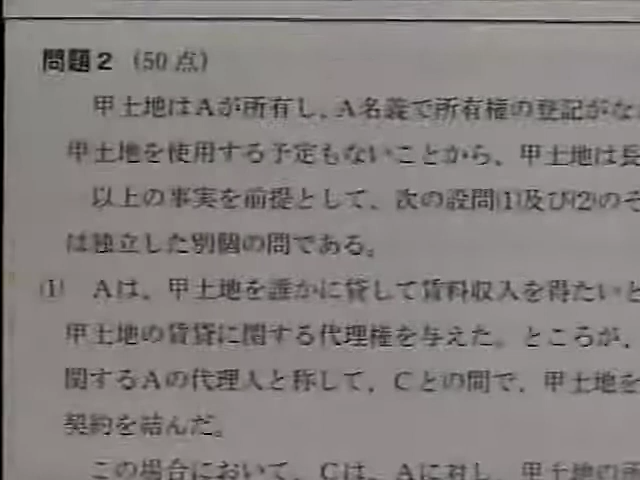 問題2 (50点)
甲土地はAが所有し、A名義で所有権の登記がな
甲土地を使用する予定もないことから、甲土地は長
以上の事実を前提として、次の設問(1)及び(2)のそ
は独立した別個の問である。
(1) Aは、甲土地を誰かに貸して賃料収入を得たいと
甲土地の賃貸に関する代理権を与えた。ところが、
関するAの代理人と称して、Cとの間で、甲土地を
契約を結んだ。
この場合において、Cは、Aに対し、甲土地の所